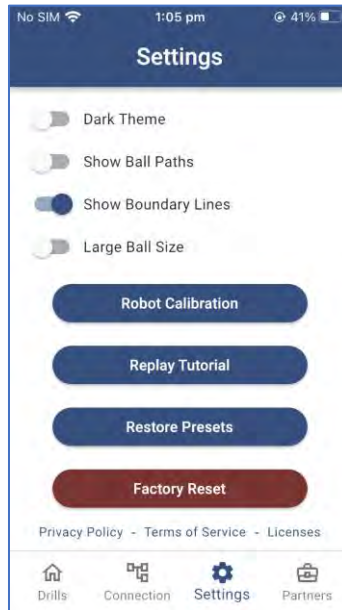 No SIM 1:05 pm 41%
Settings
Dark Theme
Show Ball Paths
Show Boundary Lines
Large Ball Size
Robot Calibration
Replay Tutorial
Restore Presets
Factory Reset
Privacy Policy - Terms of Service - Licenses
Drills Connection Settings Partners